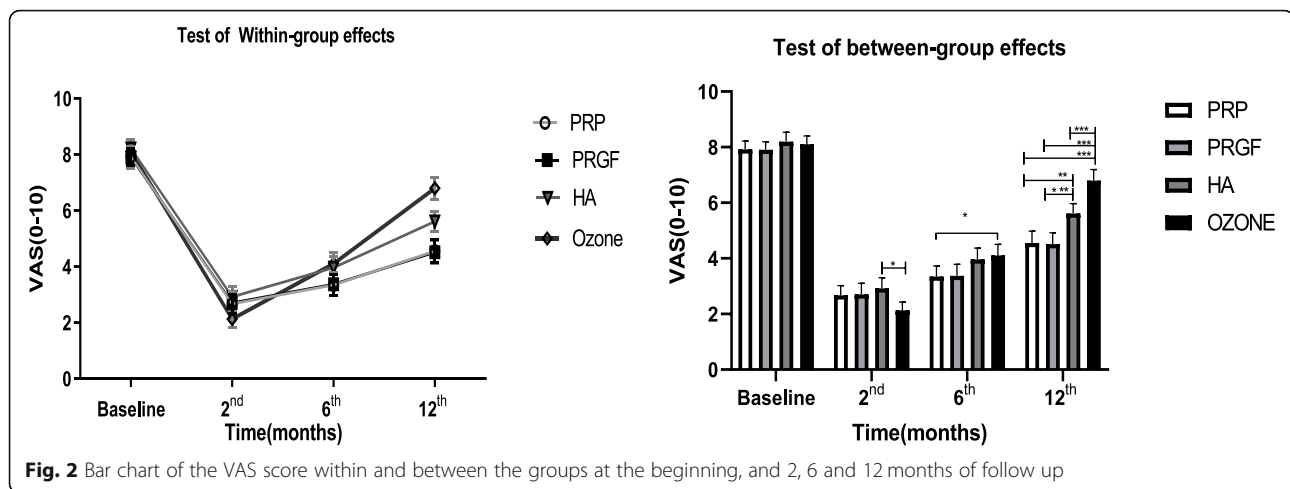 Test of Within-group effects
10
8
6
4
2
0
VAS(0-10)
Baseline
2nd
6th
12th
Time(months)
PRP
PRGF
HA
Ozone
Test of between-group effects
10
8
6
4
2
0
VAS(0-10)
*
*
***
***
***
**
* **
Baseline
2nd
6th
12th
Time(months)
PRP
PRGF
HA
OZONE
Fig. 2 Bar chart of the VAS score within and between the groups at the beginning, and 2, 6 and 12 months of follow up